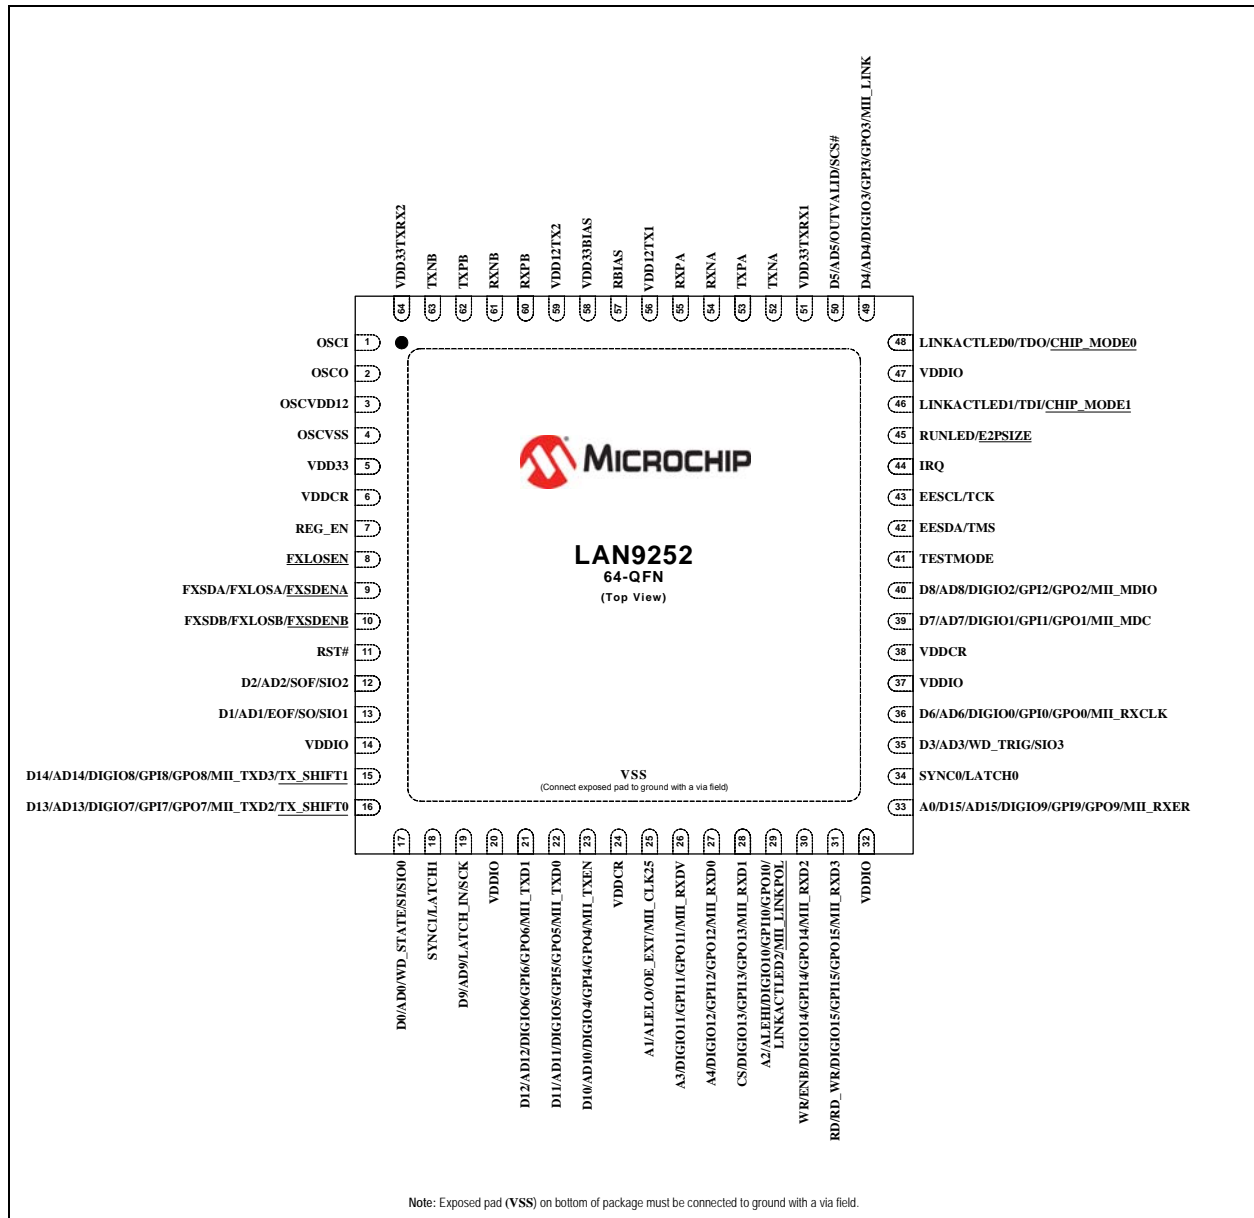 VDD33TXRX2
TXNB
TXPB
RXNB
RXPB
VDD12TX2
VDD33BIAS
RBIAS
VDD12TX1
RXPA
RXNA
TXPA
TXNA
VDD33TXRX1
D5/AD5/OUTVALID/SCS#
D4/AD4/DIGIO3/GPI3/GPO3/MII_LINK
64
63
62
61
60
59
58
57
56
55
54
53
52
51
50
49
OSCI 1
OSCO 2
OSCVDD12 3
OSCVSS 4
VDD33 5
VDDCR 6
REG_EN 7
FXLOSEN 8
FXSDA/FXLOSA/FXSDENA 9
FXSDB/FXLOSB/FXSDENB 10
RST# 11
D2/AD2/SOF/SIO2 12
D1/AD1/EOF/SO/SIO1 13
VDDIO 14
D14/AD14/DIGIO8/GPI8/GPO8/MII_TXD3/TX_SHIFT1 15
D13/AD13/DIGIO7/GPI7/GPO7/MII_TXD2/TX_SHIFT0 16
MICROCHIP
LAN9252
64-QFN
(Top View)
VSS
(Connect exposed pad to ground with a via field)
48 LINKACTLED0/TDO/CHIP_MODE0
47 VDDIO
46 LINKACTLED1/TDI/CHIP_MODE1
45 RUNLED/E2PSIZE
44 IRQ
43 EESCL/TCK
42 EESDA/TMS
41 TESTMODE
40 D8/AD8/DIGIO2/GPI2/GPO2/MII_MDIO
39 D7/AD7/DIGIO1/GPI1/GPO1/MII_MDC
38 VDDCR
37 VDDIO
36 D6/AD6/DIGIO0/GPI0/GPO0/MII_RXCLK
35 D3/AD3/WD_TRIG/SIO3
34 SYNC0/LATCH0
33 A0/D15/AD15/DIGIO9/GPI9/GPO9/MII_RXER
17
18
19
20
21
22
23
24
25
26
27
28
29
30
31
32
D0/AD0/WD_STATE/SI/SIO0
SYNC1/LATCH1
D9/AD9/LATCH_IN/SCK
VDDIO
D12/AD12/DIGIO6/GPI6/GPO6/MII_TXD1
D11/AD11/DIGIO5/GPI5/GPO5/MII_TXD0
D10/AD10/DIGIO4/GPI4/GPO4/MII_TXEN
VDDCR
A1/ALELO/OE_EXT/MII_CLK25
A3/DIGIO11/GPI11/GPO11/MII_RXDV
A4/DIGIO12/GPI12/GPO12/MII_RXD0
CS/DIGIO13/GPI13/GPO13/MII_RXD1
A2/ALEHI/DIGIO10/GPI10/GPO10/
LINKACTLED2/MII_LINKPOL
WR/ENB/DIGIO14/GPI14/GPO14/MII_RXD2
RD/RD_WR/DIGIO15/GPI15/GPO15/MII_RXD3
VDDIO
Note: Exposed pad (VSS) on bottom of package must be connected to ground with a via field.